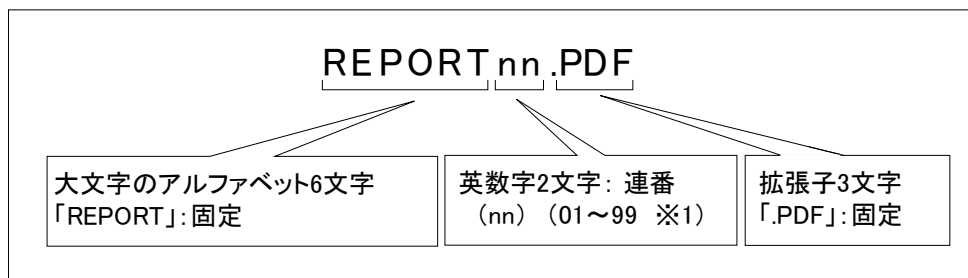 REPORTnn.PDF
大文字のアルファベット6文字
「REPORT」:固定
英数字2文字: 連番
(nn) (01～99 ※1)
拡張子3文字
「.PDF」:固定